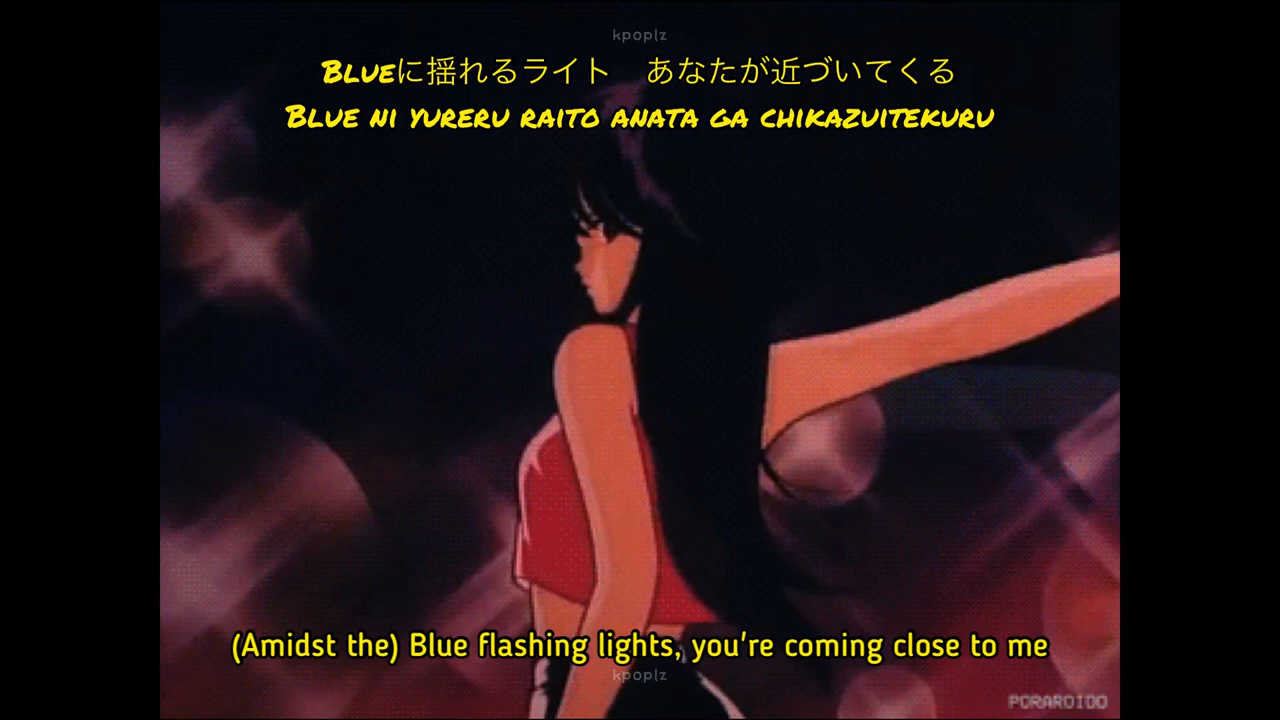 kpoplz
Blueに揺れるライト　あなたが近づいてくる
Blue ni yureru raito anata ga chikazuitekuru
(Amidst the) Blue flashing lights, you're coming close to me
kpoplz
PORAROIDO